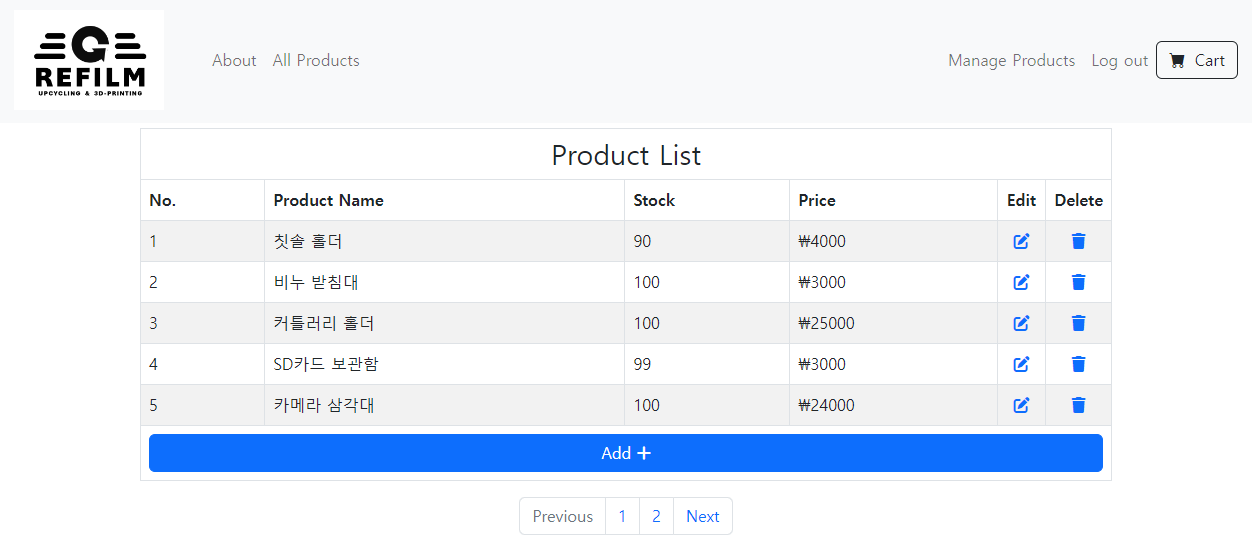 REFILM
UPCYCLING & 3D-PRINTING
About All Products Manage Products Log out Cart
Product List
No. Product Name Stock Price Edit Delete
1 칫솔 홀더 90 ₩4000
2 비누 받침대 100 ₩3000
3 커틀러리 홀더 100 ₩25000
4 SD카드 보관함 99 ₩3000
5 카메라 삼각대 100 ₩24000
Add +
Previous 1 2 Next